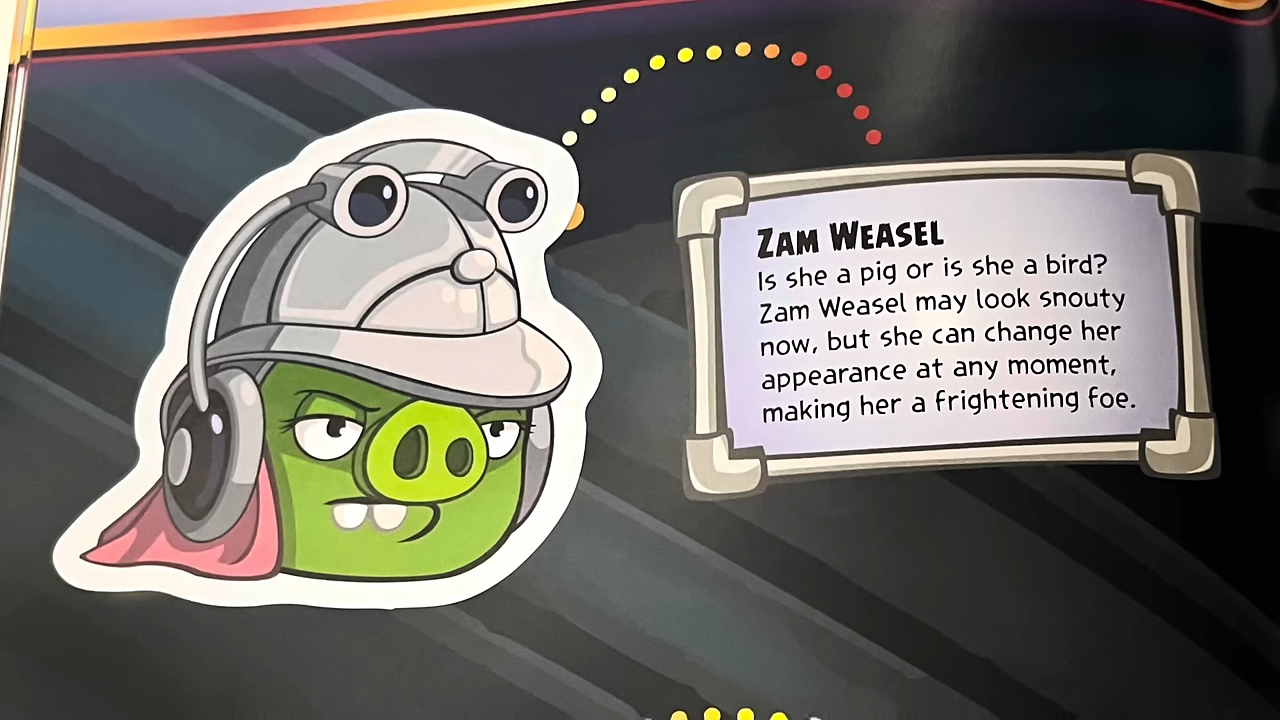 Zam Weasel
Is she a pig or is she a bird?
Zam Weasel may look snouty
now, but she can change her
appearance at any moment,
making her a frightening foe.